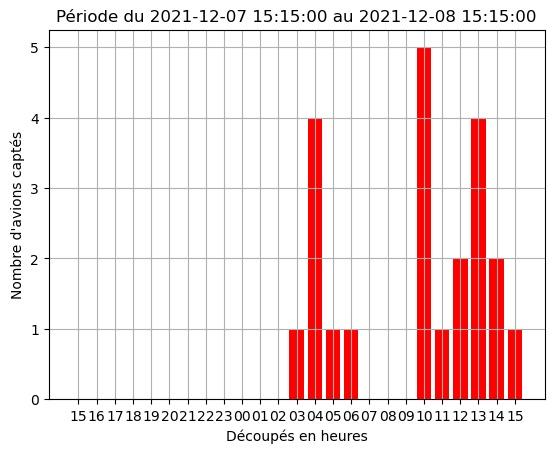 Période du 2021-12-07 15:15:00 au 2021-12-08 15:15:00
5
4
3
2
1
0
Nombre d'avions captés
15 16 17 18 19 20 21 22 23 00 01 02 03 04 05 06 07 08 09 10 11 12 13 14 15
Découpés en heures